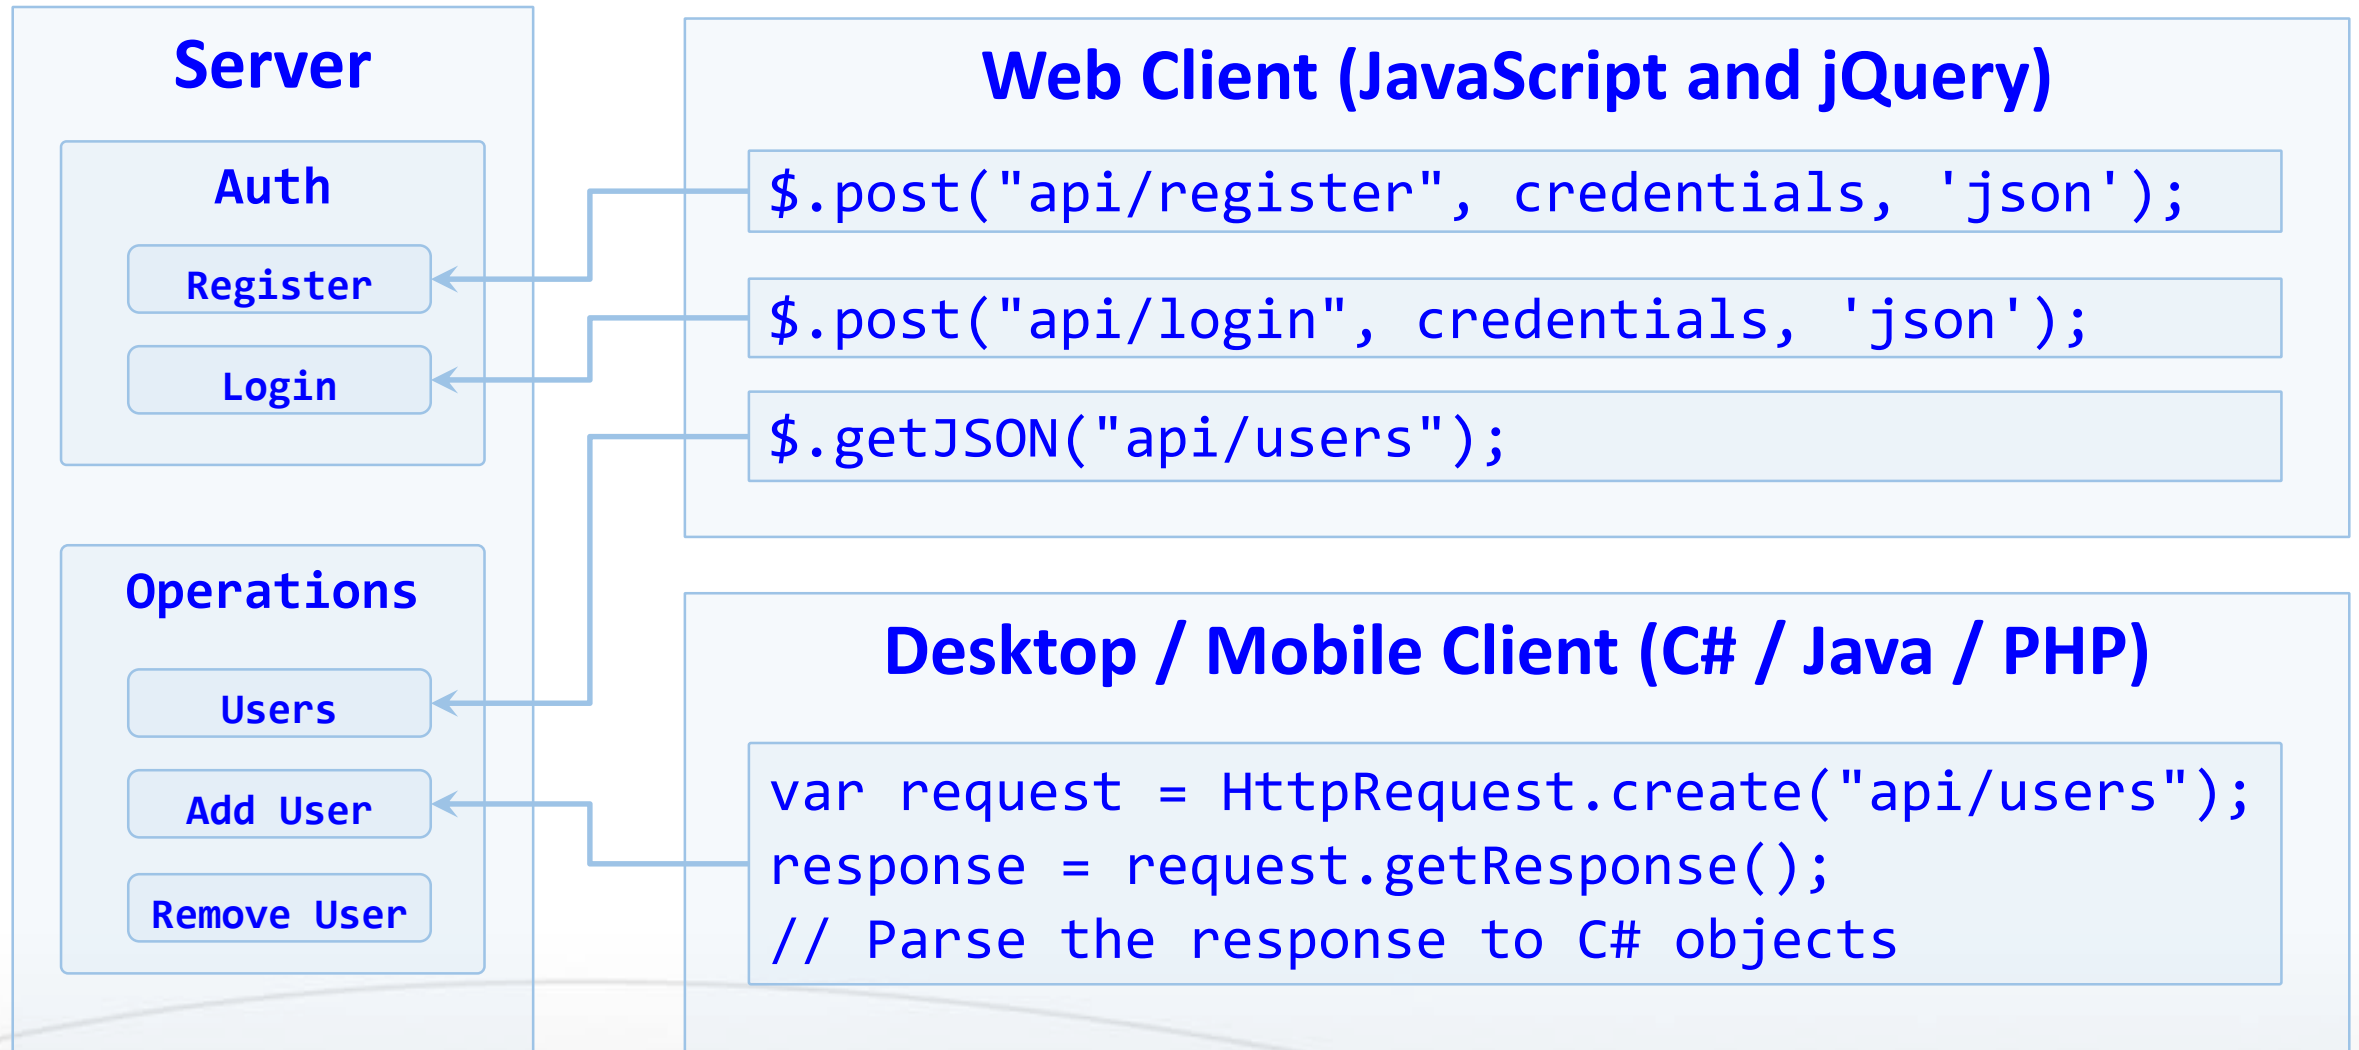 Server
Auth
Register
Login
Operations
Users
Add User
Remove User
Web Client (JavaScript and jQuery)
$.post("api/register", credentials, 'json');
$.post("api/login", credentials, 'json');
$.getJSON("api/users");
Desktop / Mobile Client (C# / Java / PHP)
var request = HttpRequest.create("api/users");
response = request.getResponse();
// Parse the response to C# objects